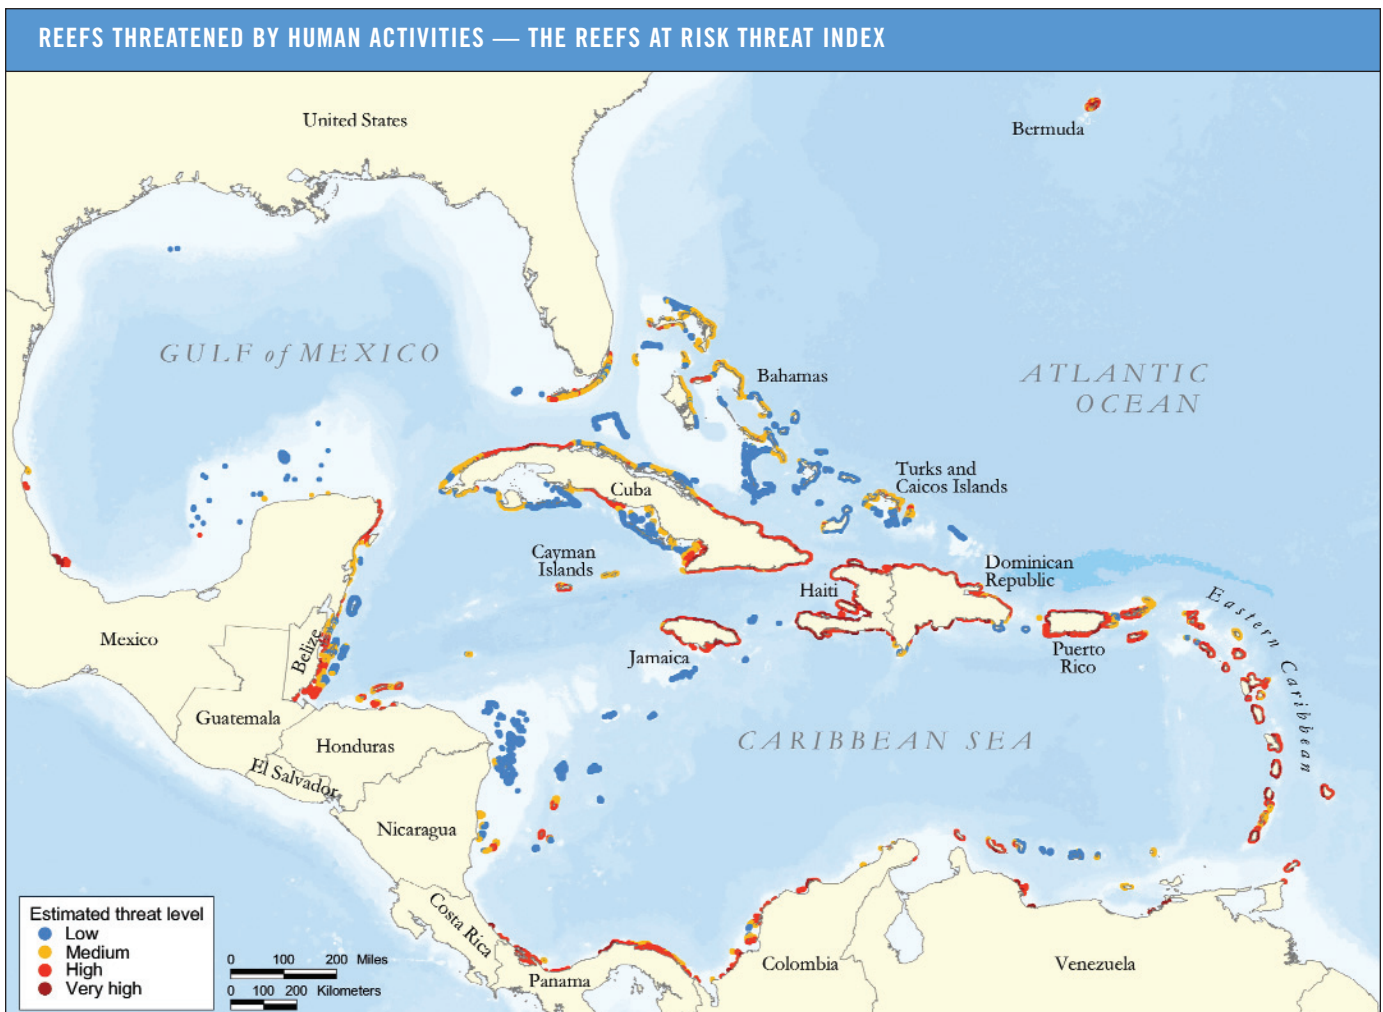 REEFS THREATENED BY HUMAN ACTIVITIES — THE REEFS AT RISK THREAT INDEX
United States
Bermuda
GULF of MEXICO
ATLANTIC
OCEAN
Bahamas
Turks and
Caicos Islands
Cuba
Cayman
Islands
Dominican
Republic
Haiti
Eastern Caribbean
Mexico
Belize
Jamaica
Puerto
Rico
Guatemala
Honduras
CARIBBEAN SEA
El Salvador
Nicaragua
Costa Rica
Panama
Colombia
Venezuela
Estimated threat level
Low
Medium
High
Very high
0 100 200 Miles
0 100 200 Kilometers